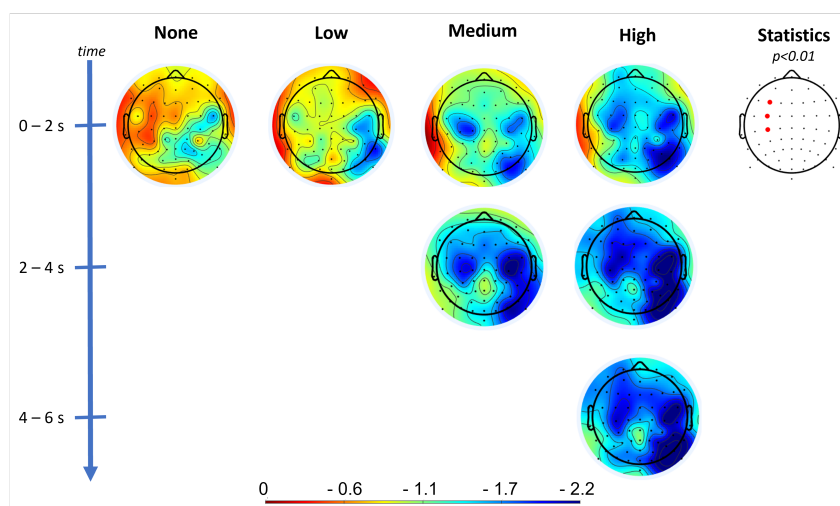 None Low Medium High Statistics
time p<0.01
0 – 2 s
2 – 4 s
4 – 6 s
0 - 0.6 - 1.1 - 1.7 - 2.2